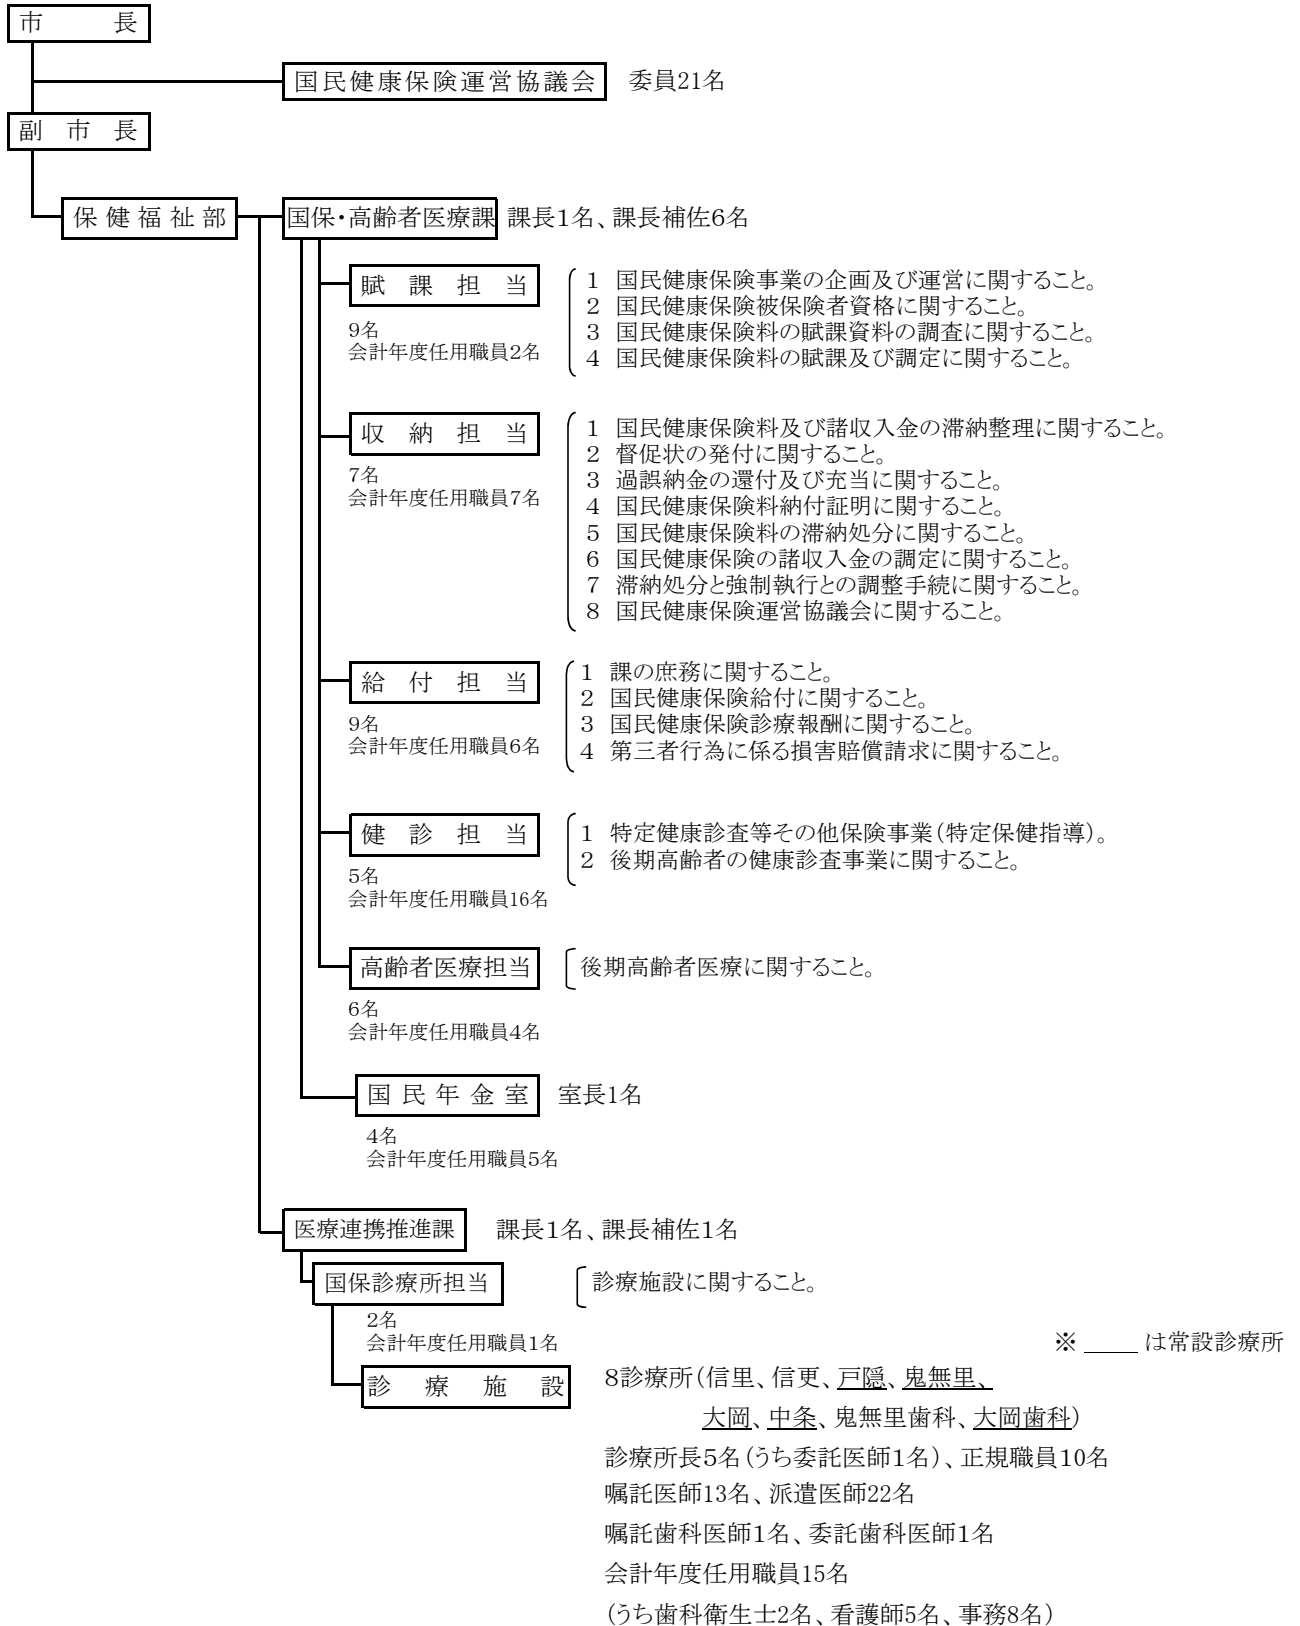 市長
国民健康保険運営協議会 委員21名
副市長
保健福祉部 国保・高齢者医療課 課長1名、課長補佐6名
賦課担当
9名
会計年度任用職員2名
1 国民健康保険事業の企画及び運営に関すること。
2 国民健康保険被保険者資格に関すること。
3 国民健康保険料の賦課資料の調査に関すること。
4 国民健康保険料の賦課及び調定に関すること。
収納担当
7名
会計年度任用職員7名
1 国民健康保険料及び諸収入金の滞納整理に関すること。
2 督促状の発付に関すること。
3 過誤納金の還付及び充当に関すること。
4 国民健康保険料納付証明に関すること。
5 国民健康保険料の滞納処分に関すること。
6 国民健康保険の諸収入金の調定に関すること。
7 滞納処分と強制執行との調整手続に関すること。
8 国民健康保険運営協議会に関すること。
給付担当
9名
会計年度任用職員6名
1 課の庶務に関すること。
2 国民健康保険給付に関すること。
3 国民健康保険診療報酬に関すること。
4 第三者行為に係る損害賠償請求に関すること。
健診担当
5名
会計年度任用職員16名
1 特定健康診査等その他保険事業(特定保健指導)。
2 後期高齢者の健康診査事業に関すること。
高齢者医療担当
6名
会計年度任用職員4名
後期高齢者医療に関すること。
国民年金室 室長1名
4名
会計年度任用職員5名
医療連携推進課 課長1名、課長補佐1名
国保診療所担当 診療施設に関すること。
2名
会計年度任用職員1名
※ ____ は常設診療所
診療施設
8診療所(信里、信更、戸隠、鬼無里、
大岡、中条、鬼無里歯科、大岡歯科)
診療所長5名(うち委託医師1名)、正規職員10名
嘱託医師13名、派遣医師22名
嘱託歯科医師1名、委託歯科医師1名
会計年度任用職員15名
(うち歯科衛生士2名、看護師5名、事務8名)